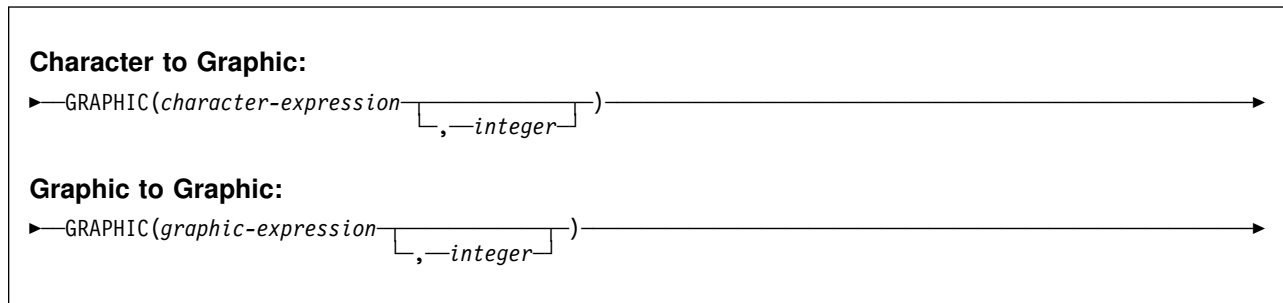 Character to Graphic:
GRAPHIC(character-expression , integer )
Graphic to Graphic:
GRAPHIC(graphic-expression , integer )